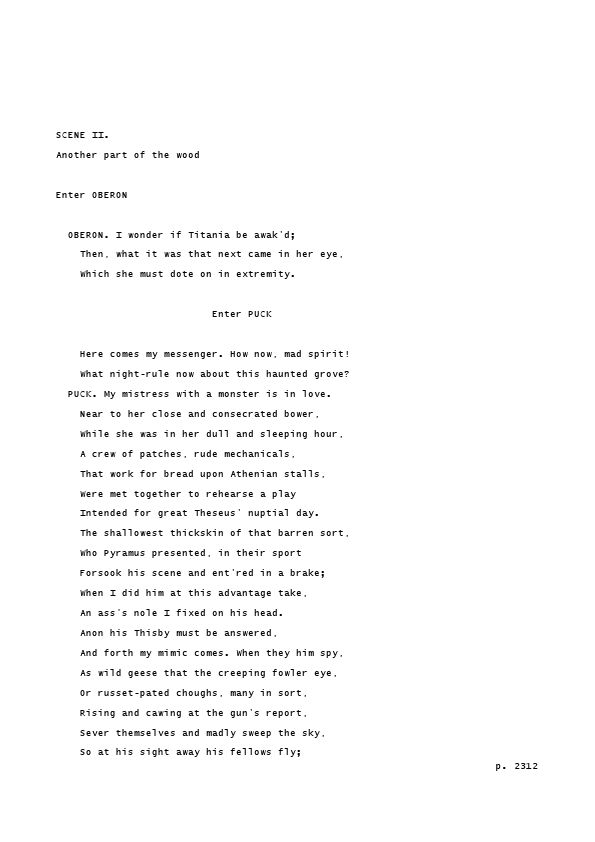 SCENE II.
Another part of the wood
Enter OBERON
OBERON. I wonder if Titania be awak'd;
Then, what it was that next came in her eye,
Which she must dote on in extremity.
Enter PUCK
Here comes my messenger. How now, mad spirit!
What night-rule now about this haunted grove?
PUCK. My mistress with a monster is in love.
Near to her close and consecrated bower,
While she was in her dull and sleeping hour,
A crew of patches, rude mechanicals,
That work for bread upon Athenian stalls,
Were met together to rehearse a play
Intended for great Theseus' nuptial day.
The shallowest thickskin of that barren sort,
Who Pyramus presented, in their sport
Forsook his scene and ent'red in a brake;
When I did him at this advantage take,
An ass's nole I fixed on his head.
Anon his Thisby must be answered,
And forth my mimic comes. When they him spy,
As wild geese that the creeping fowler eye,
Or russet-pated choughs, many in sort,
Rising and cawing at the gun's report,
Sever themselves and madly sweep the sky,
So at his sight away his fellows fly;
p. 2312